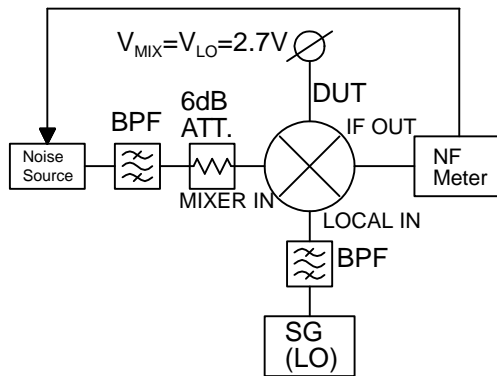 V_MIX=V_LO=2.7V
DUT
6dB
ATT.
BPF
IF OUT
Noise
Source
NF
Meter
MIXER IN
LOCAL IN
BPF
SG
(LO)